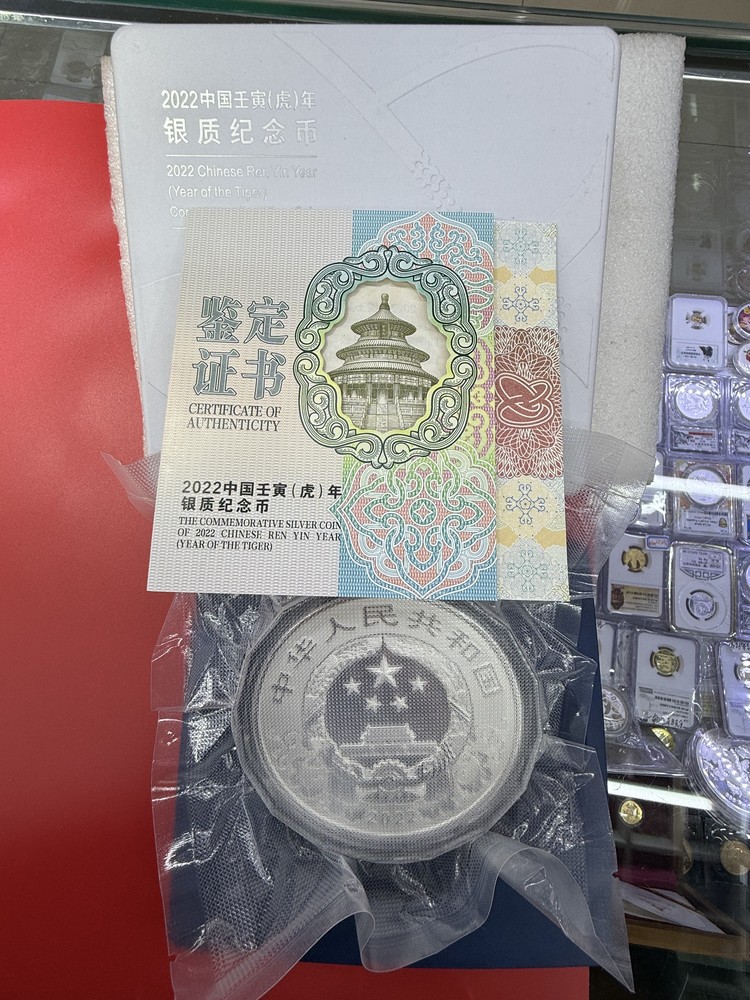 2022中国壬寅(虎)年
银质纪念币
2022 Chinese Ren Yin Year
(Year of the Tiger)
鉴定
证书
CERTIFICATE OF
AUTHENTICITY
2022中国壬寅(虎)年
银质纪念币
THE COMMEMORATIVE SILVER COIN
OF 2022 CHINESE REN YIN YEAR
(YEAR OF THE TIGER)
中华人民共和国
2022